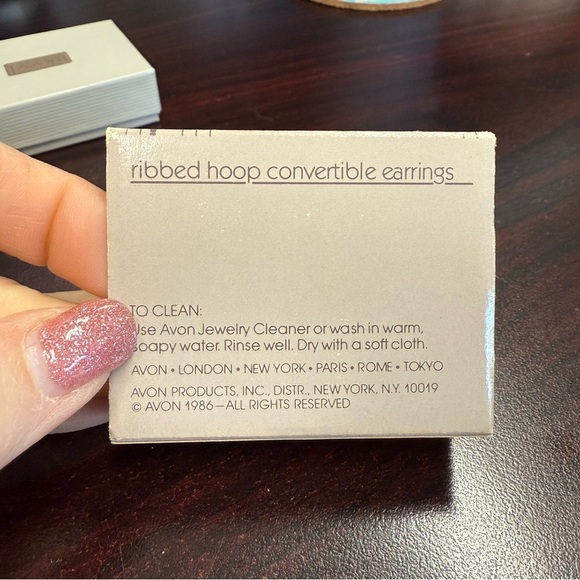 ribbed hoop convertible earrings
TO CLEAN:
Use Avon Jewelry Cleaner or wash in warm,
soapy water. Rinse well. Dry with a soft cloth.
AVON • LONDON • NEW YORK • PARIS • ROME • TOKYO
AVON PRODUCTS, INC., DISTR., NEW YORK, N.Y. 10019
© AVON 1986—ALL RIGHTS RESERVED